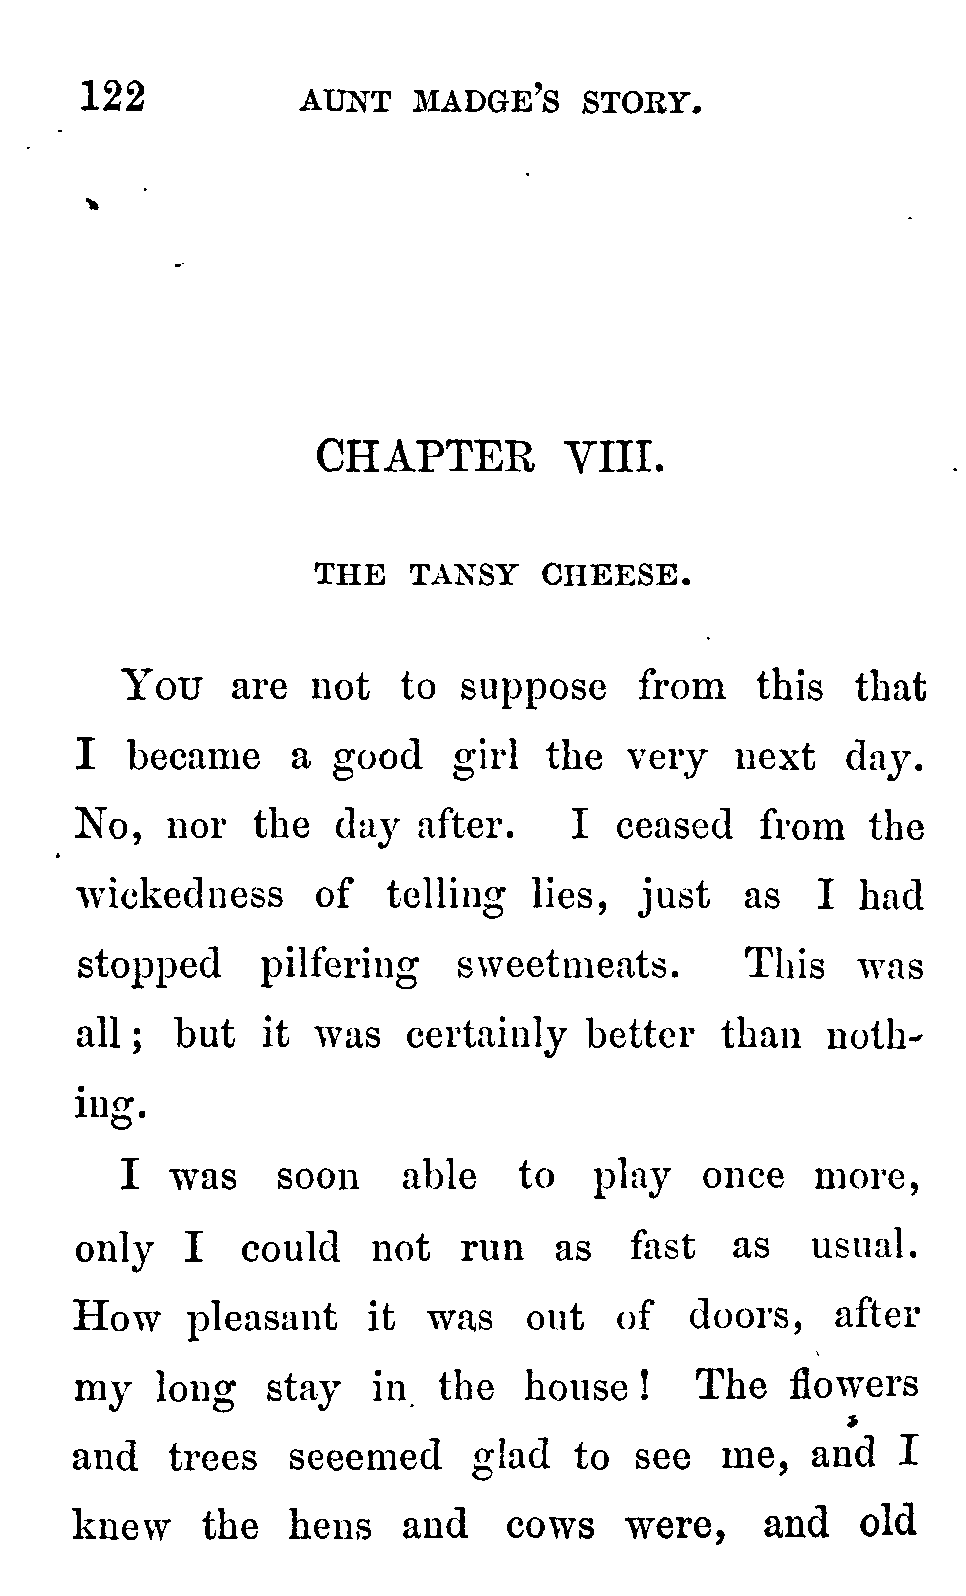 122 AUNT MADGE'S STORY.
CHAPTER VIII.
THE TANSY CHEESE.
YOU are not to suppose from this that
I became a good girl the very next day.
No, nor the day after. I ceased from the
wickedness of telling lies, just as I had
stopped pilfering sweetmeats. This was
all; but it was certainly better than noth-
ing.
I was soon able to play once more,
only I could not run as fast as usual.
How pleasant it was out of doors, after
my long stay in the house! The flowers
and trees seeemed glad to see me, and I
knew the hens and cows were, and old